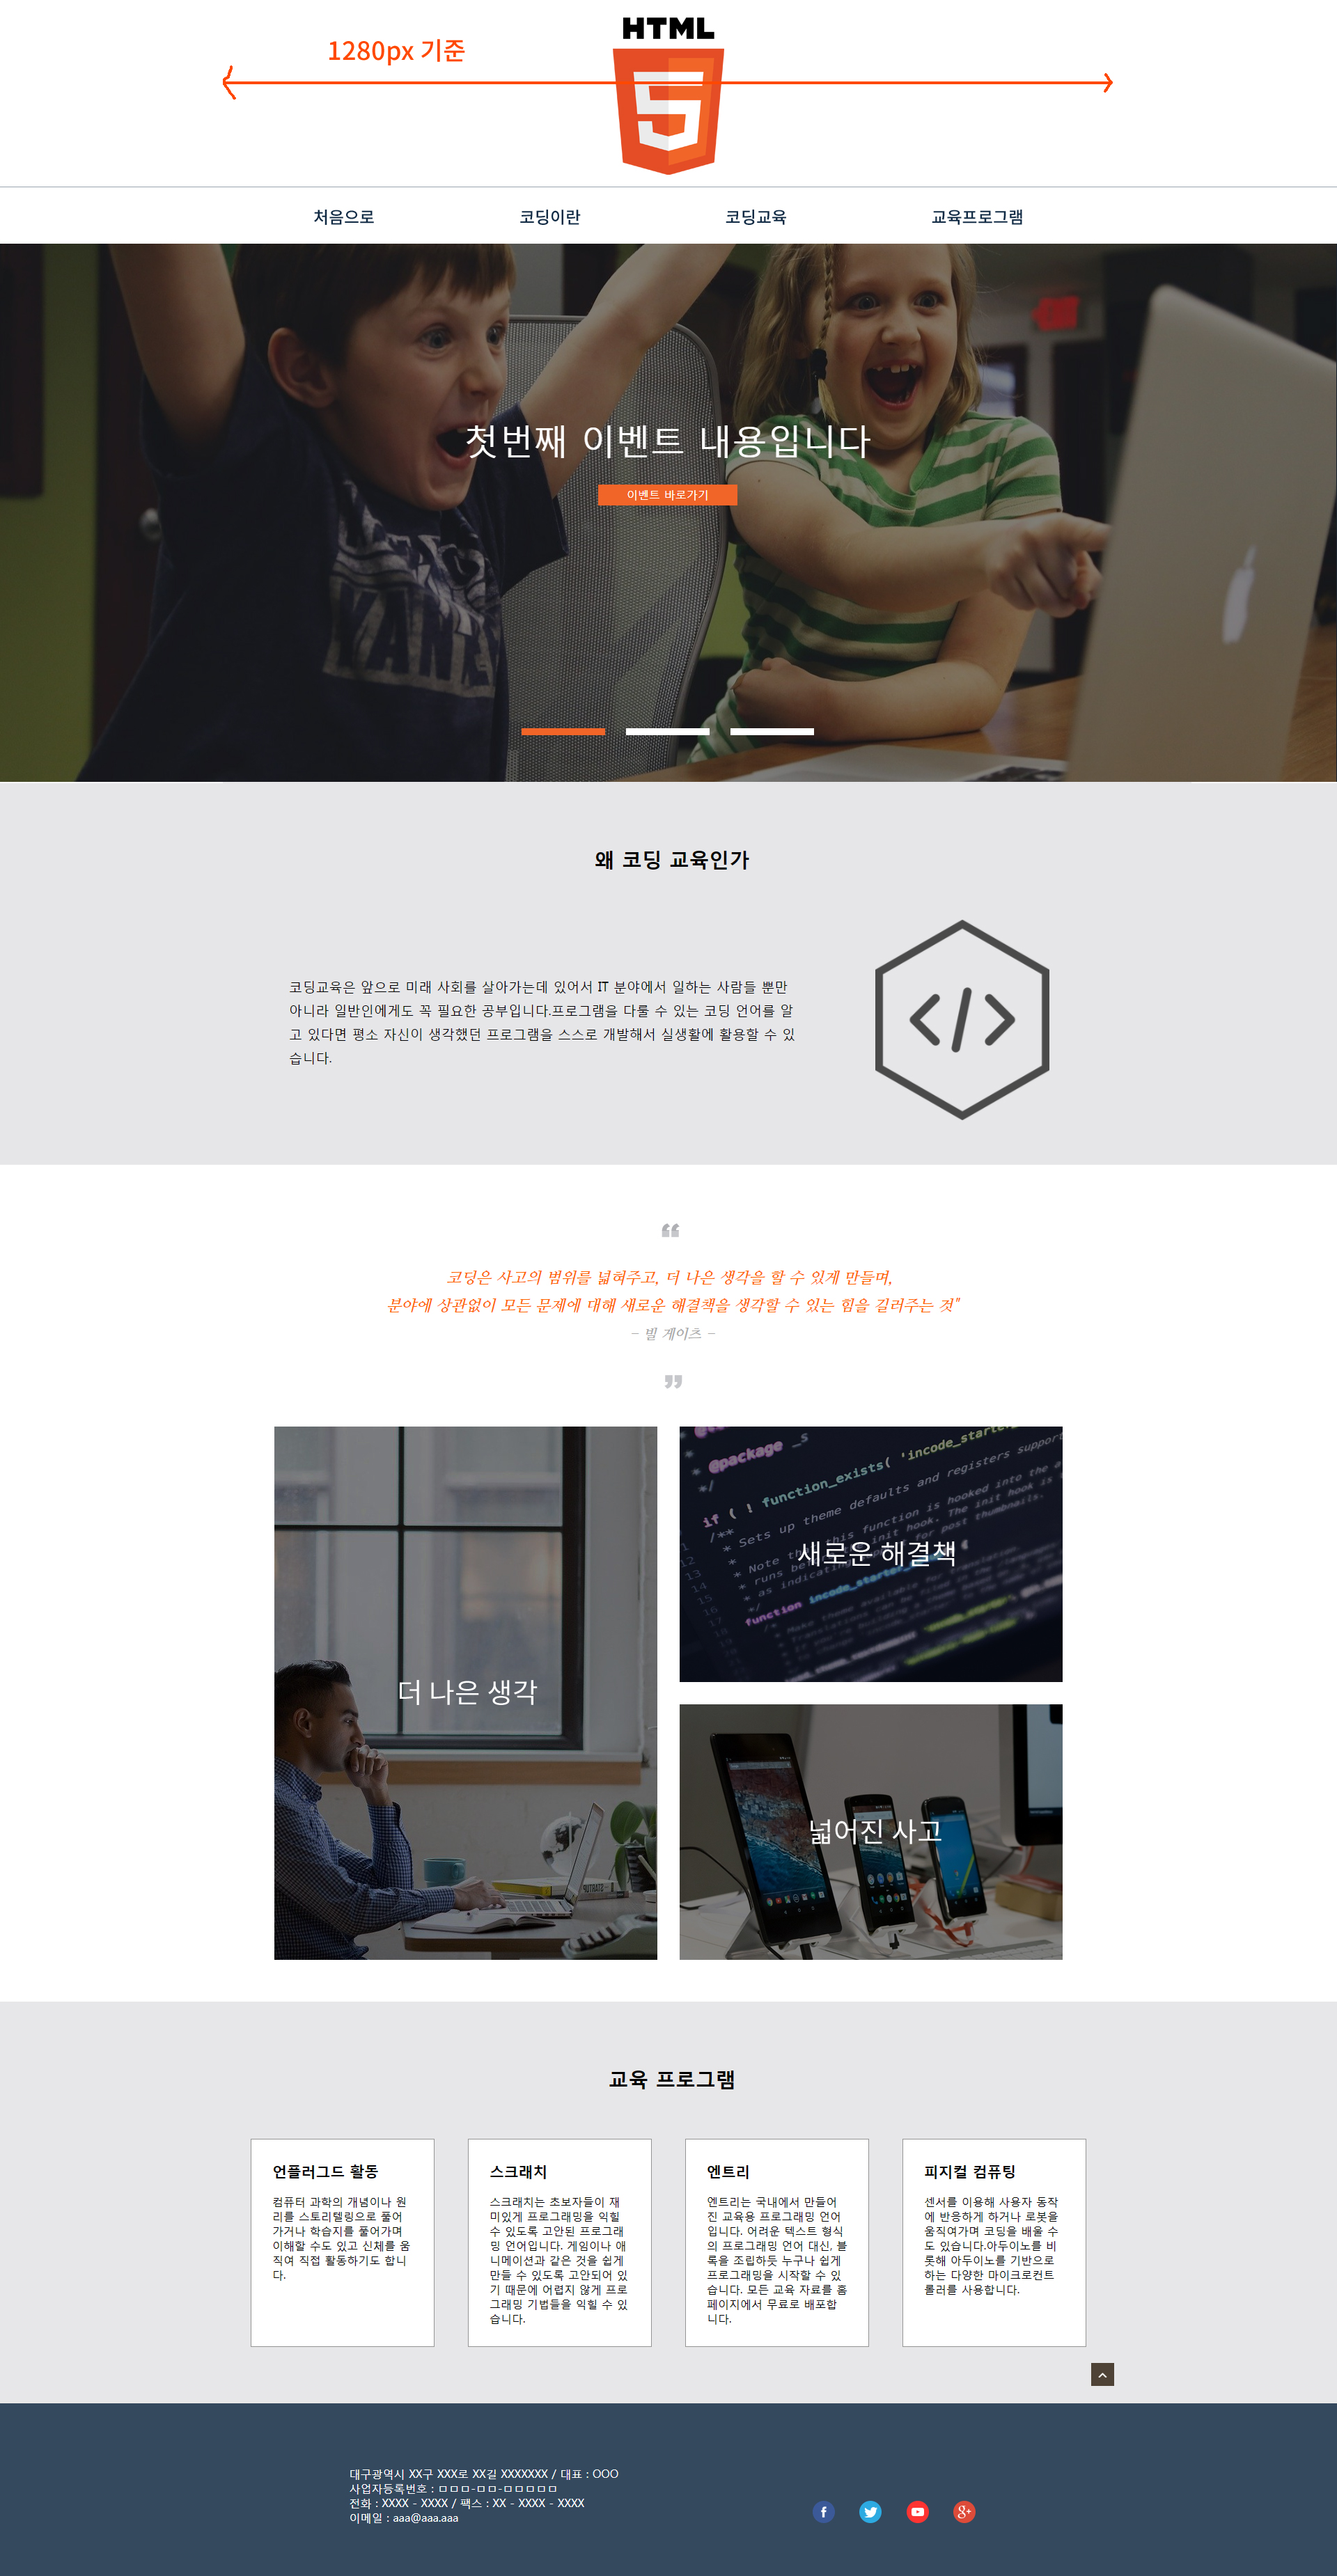 HTML
1280px 기준
처음으로 코딩이란 코딩교육 교육프로그램
첫번째 이벤트 내용입니다
이벤트 바로가기
왜 코딩 교육인가
코딩교육은 앞으로 미래 사회를 살아가는데 있어서 IT 분야에서 일하는 사람들 뿐만
아니라 일반인에게도 꼭 필요한 공부입니다.프로그램을 다룰 수 있는 코딩 언어를 알
고 있다면 평소 자신이 생각했던 프로그램을 스스로 개발해서 실생활에 활용할 수 있
습니다.
❝
코딩은 사고의 범위를 넓혀주고, 더 나은 생각을 할 수 있게 만들며,
분야에 상관없이 모든 문제에 대해 새로운 해결책을 생각할 수 있는 힘을 길러주는 것"
- 빌 게이츠 -
❞
더 나은 생각
@package _s
*/
if ( ! function_exists( 'incode_starter_
/**
* Sets up theme defaults and registers support
*
새로운 해결책
넓어진 사고
교육 프로그램
언플러그드 활동
컴퓨터 과학의 개념이나 원
리를 스토리텔링으로 풀어
가거나 학습지를 풀어가며
이해할 수도 있고 신체를 움
직여 직접 활동하기도 합니
다.
스크래치
스크래치는 초보자들이 재
미있게 프로그래밍을 익힐
수 있도록 고안된 프로그래
밍 언어입니다. 게임이나 애
니메이션과 같은 것을 쉽게
만들 수 있도록 고안되어 있
기 때문에 어렵지 않게 프로
그래밍 기법들을 익힐 수 있
습니다.
엔트리
엔트리는 국내에서 만들어
진 교육용 프로그래밍 언어
입니다. 어려운 텍스트 형식
의 프로그래밍 언어 대신, 블
록을 조립하듯 누구나 쉽게
프로그래밍을 시작할 수 있
습니다. 모든 교육 자료를 홈
페이지에서 무료로 배포합
니다.
피지컬 컴퓨팅
센서를 이용해 사용자 동작
에 반응하게 하거나 로봇을
움직여가며 코딩을 배울 수
도 있습니다.아두이노를 비
롯해 아두이노를 기반으로
하는 다양한 마이크로컨트
롤러를 사용합니다.
대구광역시 XX구 XXX로 XX길 XXXXXXX / 대표 : OOO
사업자등록번호 : ㅁㅁㅁ-ㅁㅁ-ㅁㅁㅁㅁㅁ
전화 : XXXX - XXXX / 팩스 : XX - XXXX - XXXX
이메일 : aaa@aaa.aaa